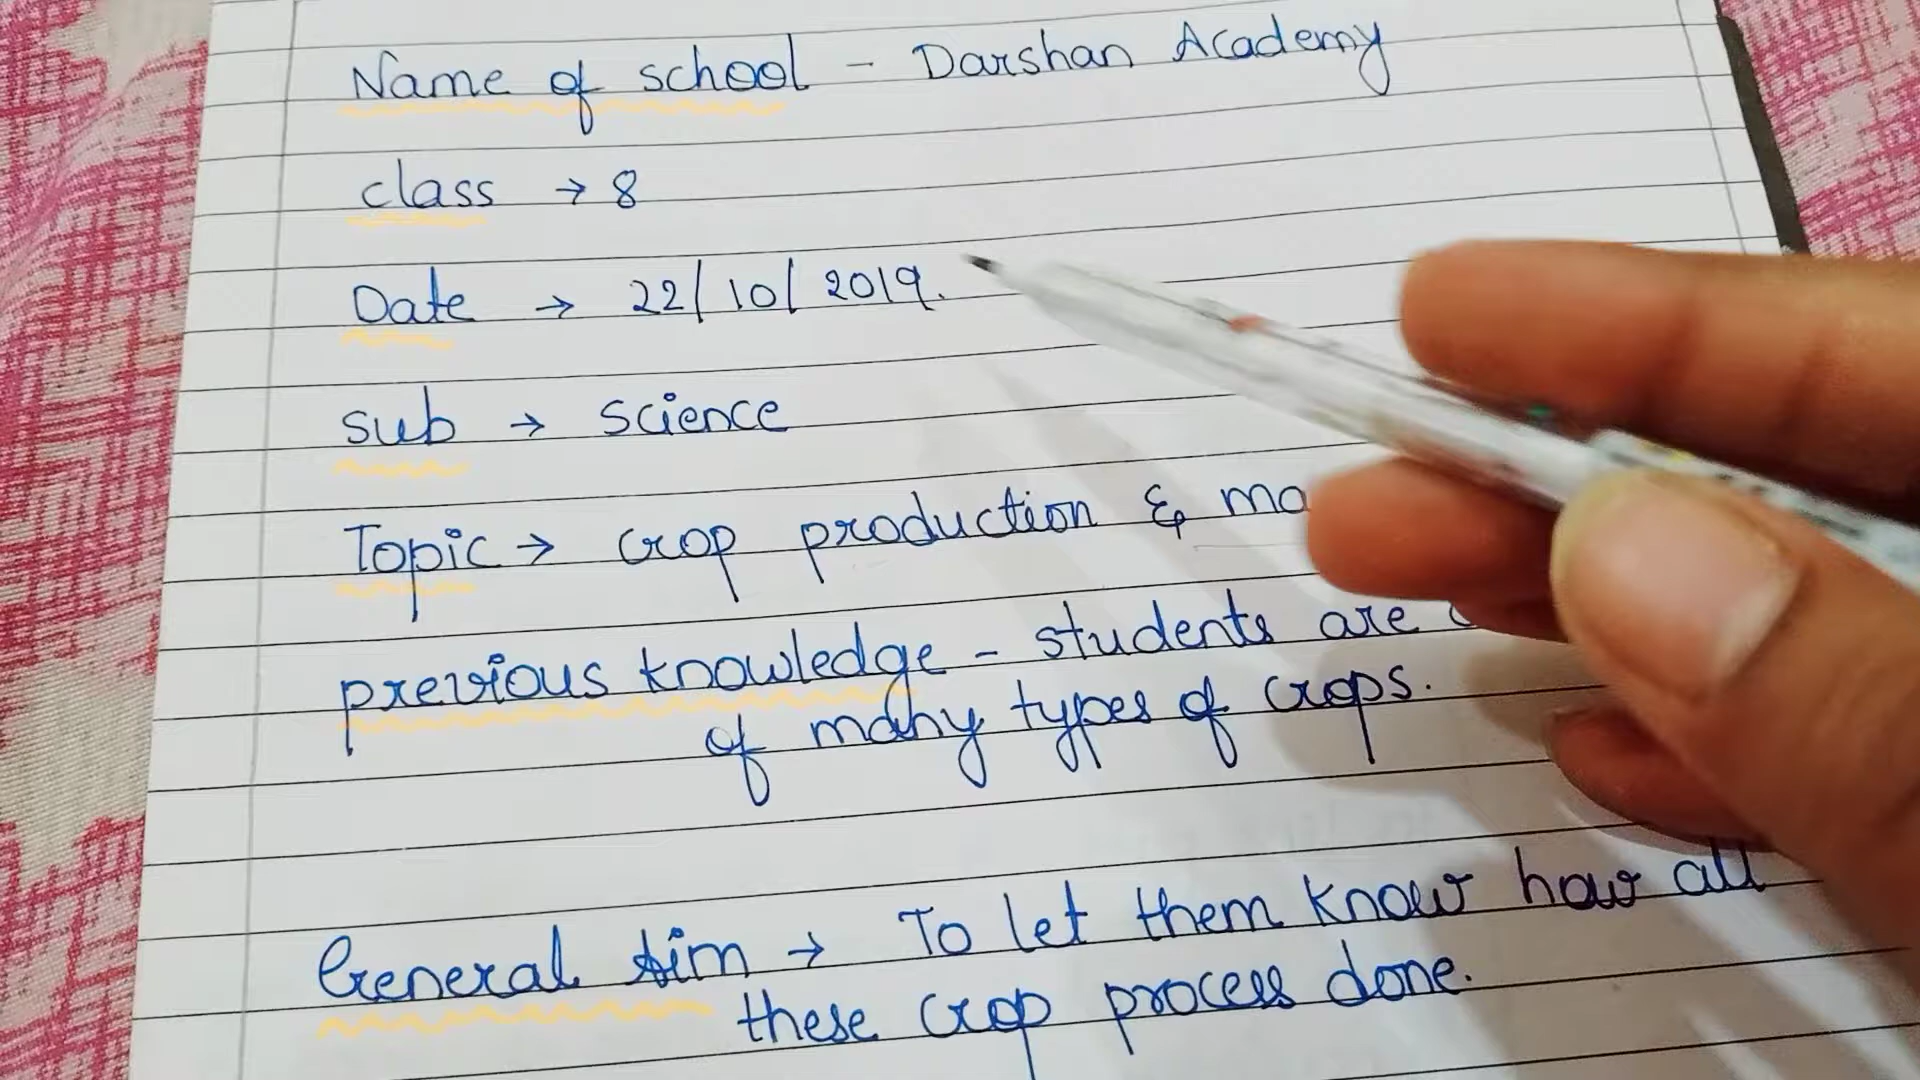 Name of school - Darshan Academy
class → 8
Date → 22/10/2019.
sub → science
Topic → crop production &
previous knowledge - students are
of many types of crops.
General Aim → To let them know how all
these crop process done.